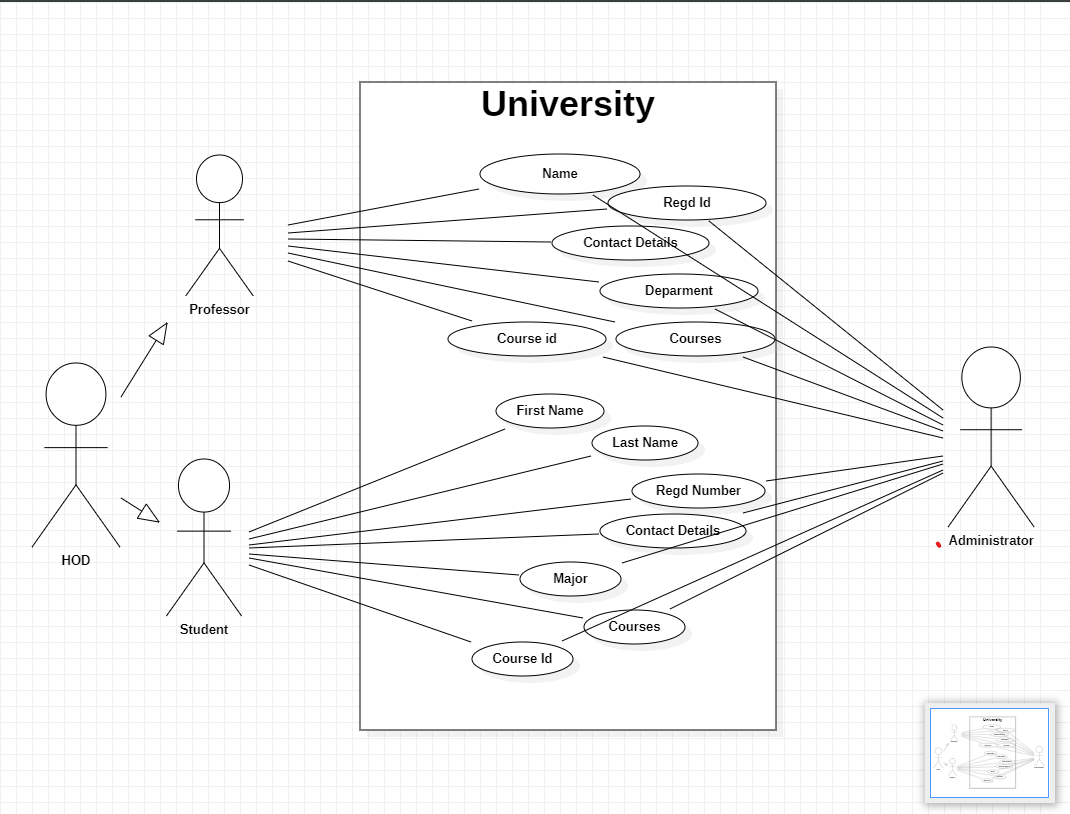 University
Name
Regd Id
Contact Details
Deparment
Course id
Courses
Professor
First Name
Last Name
Regd Number
Contact Details
Major
Courses
Course Id
HOD
Student
Administrator